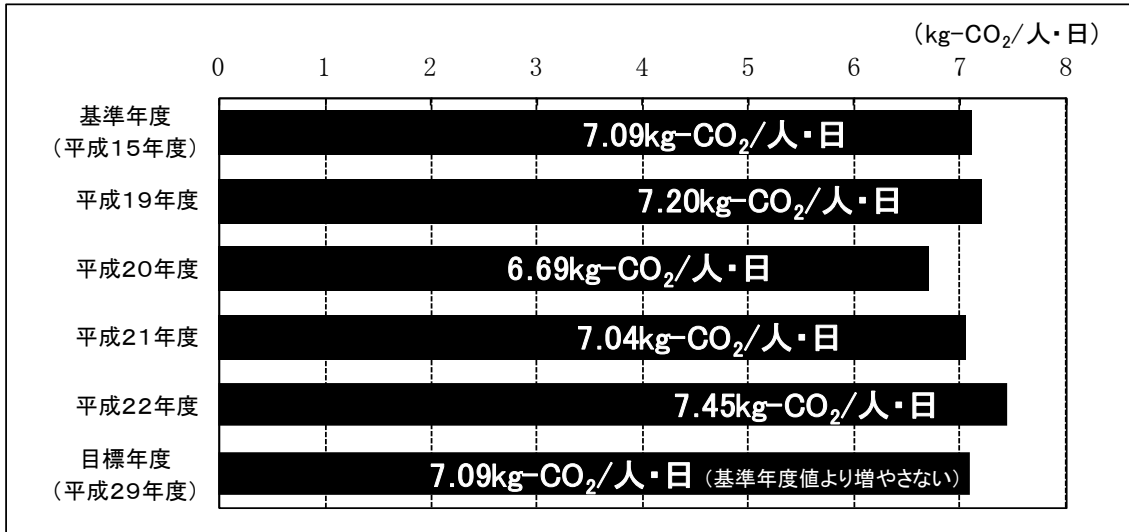 (kg-CO₂/人・日)
0 1 2 3 4 5 6 7 8
基準年度
(平成15年度)
7.09kg-CO₂/人・日
平成19年度
7.20kg-CO₂/人・日
平成20年度
6.69kg-CO₂/人・日
平成21年度
7.04kg-CO₂/人・日
平成22年度
7.45kg-CO₂/人・日
目標年度
(平成29年度)
7.09kg-CO₂/人・日 (基準年度値より増やさない)